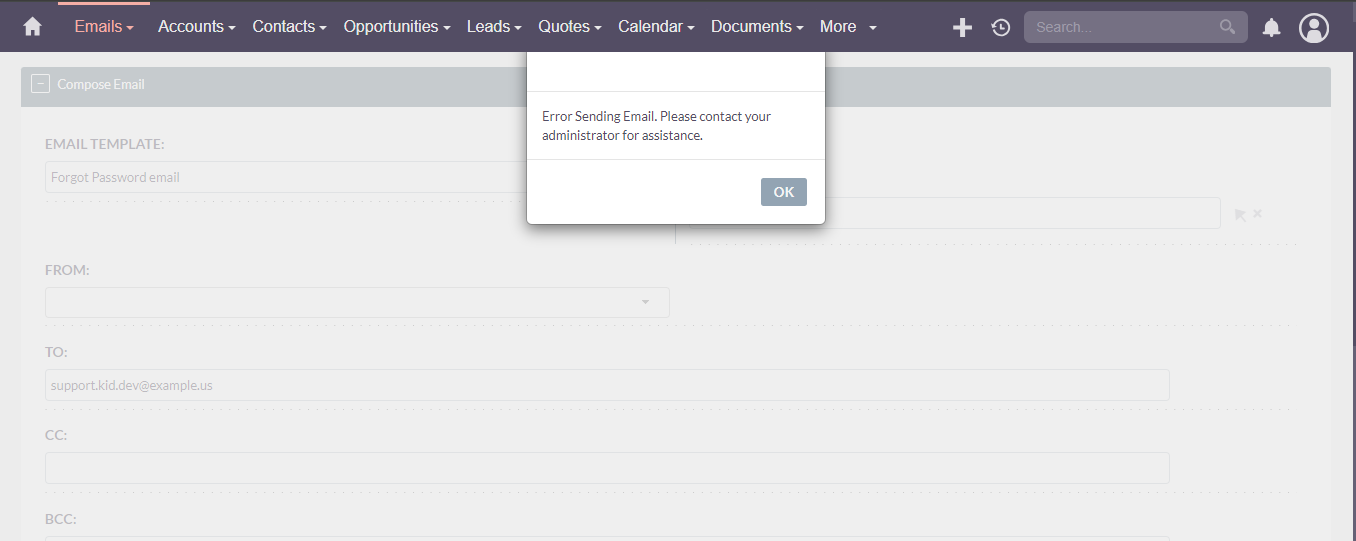 Emails Accounts Contacts Opportunities Leads Quotes Calendar Documents More Search...
Compose Email
Error Sending Email. Please contact your
administrator for assistance.
OK
EMAIL TEMPLATE:
Forgot Password email
FROM:
TO:
support.kid.dev@example.us
CC:
BCC: